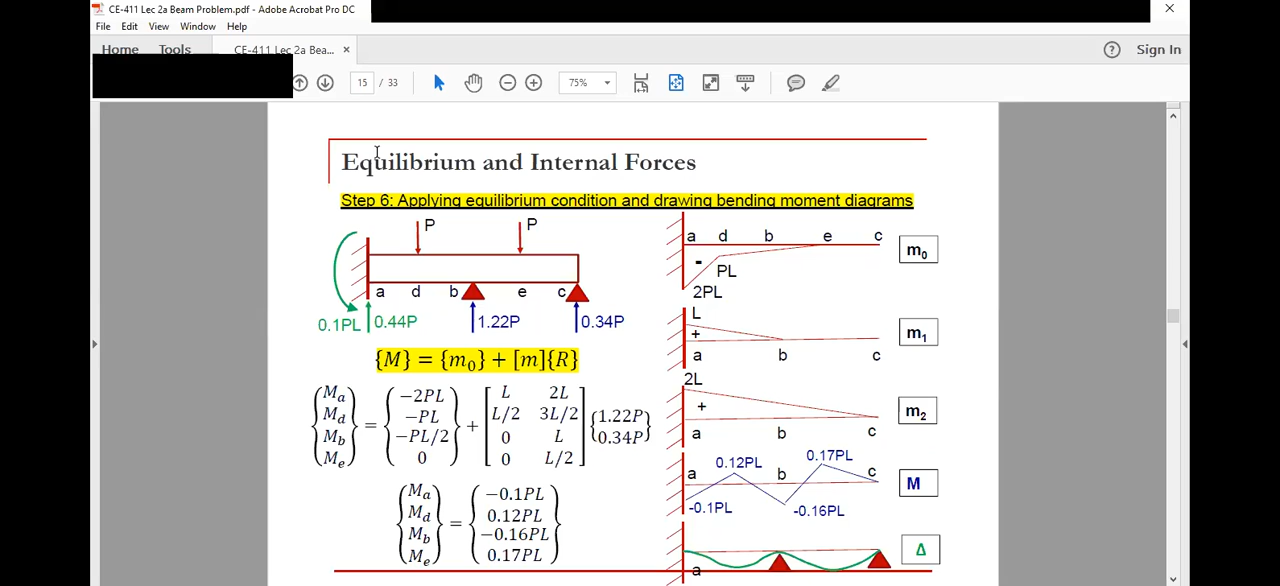 CE-411 Lec 2a Beam Problem.pdf - Adobe Acrobat Pro DC
File Edit View Window Help
Home Tools CE-411 Lec 2a Bea... ×
Sign In
15 / 33 75%
Equilibrium and Internal Forces
Step 6: Applying equilibrium condition and drawing bending moment diagrams
P P
a d b e c
0.1PL 0.44P 1.22P 0.34P
{M} = {m₀} + [m]{R}
{Mₐ M_d M_b Mₑ} = {−2PL −PL −PL/2 0} + [L 2L L/2 3L/2 0 L 0 L/2] {1.22P 0.34P}
{Mₐ M_d M_b Mₑ} = {−0.1PL 0.12PL −0.16PL 0.17PL}
a d b e c
- PL
2PL
m₀
L
+
a b c
m₁
2L
+
a b c
m₂
a 0.12PL b 0.17PL c
-0.1PL -0.16PL
M
a
Δ